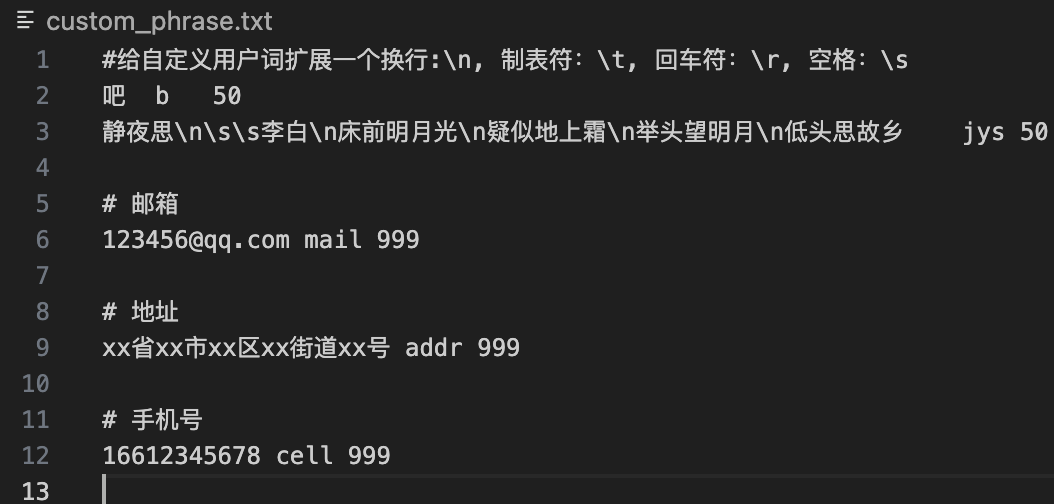 custom_phrase.txt
1 #给自定义用户词扩展一个换行:\n, 制表符：\t, 回车符：\r, 空格：\s
2 吧 b 50
3 静夜思\n\s\s李白\n床前明月光\n疑似地上霜\n举头望明月\n低头思故乡 jys 50
4
5 # 邮箱
6 123456@qq.com mail 999
7
8 # 地址
9 xx省xx市xx区xx街道xx号 addr 999
10
11 # 手机号
12 16612345678 cell 999
13